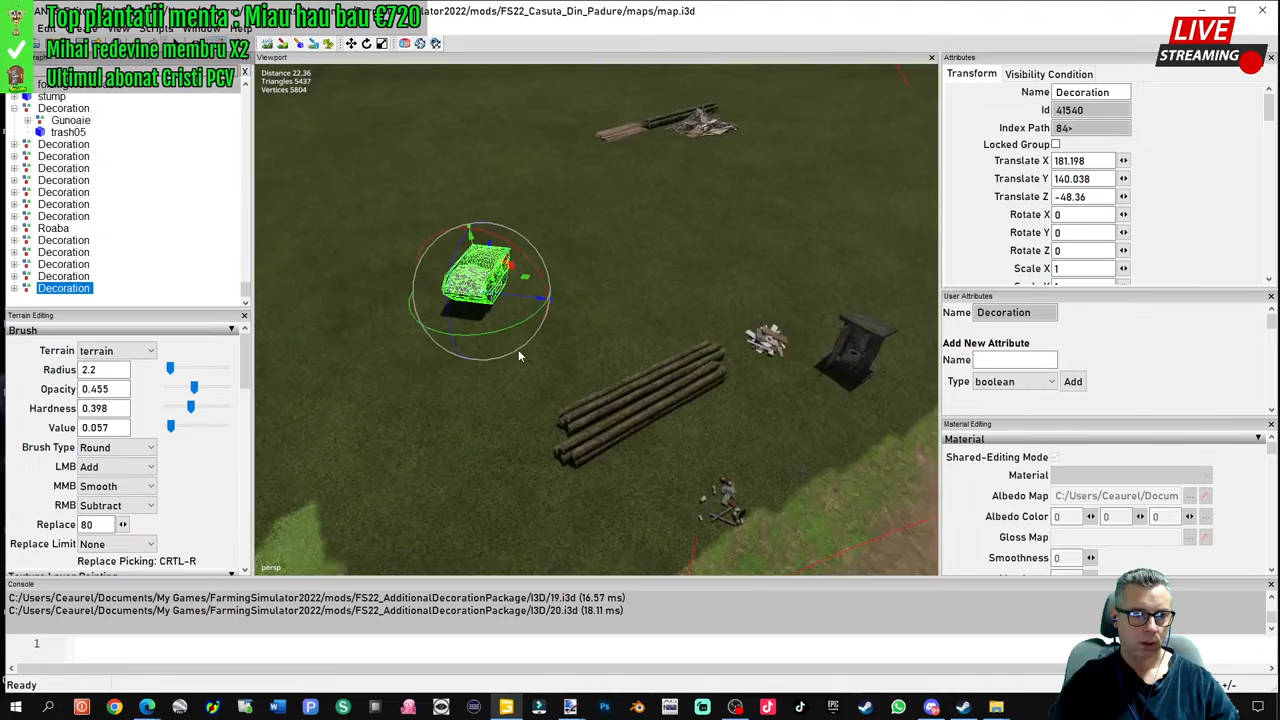 Top plantatii menta : Miau hau bau €720
Mihai redevine membru X2
Ultimul abonat Cristi PCV
Simulator2022/mods/FS22_Casuta_Din_Padure/maps/map.i3d
LIVE
STREAMING
Viewport
Distance 22.36
Triangles 5437
Vertices 5804
persp
stump
Decoration
Gunoaie
trash05
Decoration
Decoration
Decoration
Decoration
Decoration
Decoration
Decoration
Roaba
Decoration
Decoration
Decoration
Decoration
Decoration
Terrain Editing
Brush
Terrain terrain
Radius 2.2
Opacity 0.455
Hardness 0.398
Value 0.057
Brush Type Round
LMB Add
MMB Smooth
RMB Subtract
Replace 80
Replace Limit None
Replace Picking: CRTL-R
Attributes
Transform Visibility Condition
Name Decoration
Id 41540
Index Path 84>
Locked Group
Translate X 181.198
Translate Y 140.038
Translate Z -48.36
Rotate X 0
Rotate Y 0
Rotate Z 0
Scale X 1
User Attributes
Name Decoration
Add New Attribute
Name
Type boolean Add
Material Editing
Material
Shared-Editing Mode
Material
Albedo Map C:/Users/Ceaurel/Docum ...
Albedo Color 0 0 0 ...
Gloss Map ...
Smoothness 0
Console
C:/Users/Ceaurel/Documents/My Games/FarmingSimulator2022/mods/FS22_AdditionalDecorationPackage/I3D/19.i3d (16.57 ms)
C:/Users/Ceaurel/Documents/My Games/FarmingSimulator2022/mods/FS22_AdditionalDecorationPackage/I3D/20.i3d (18.11 ms)
1
Ready
+/-